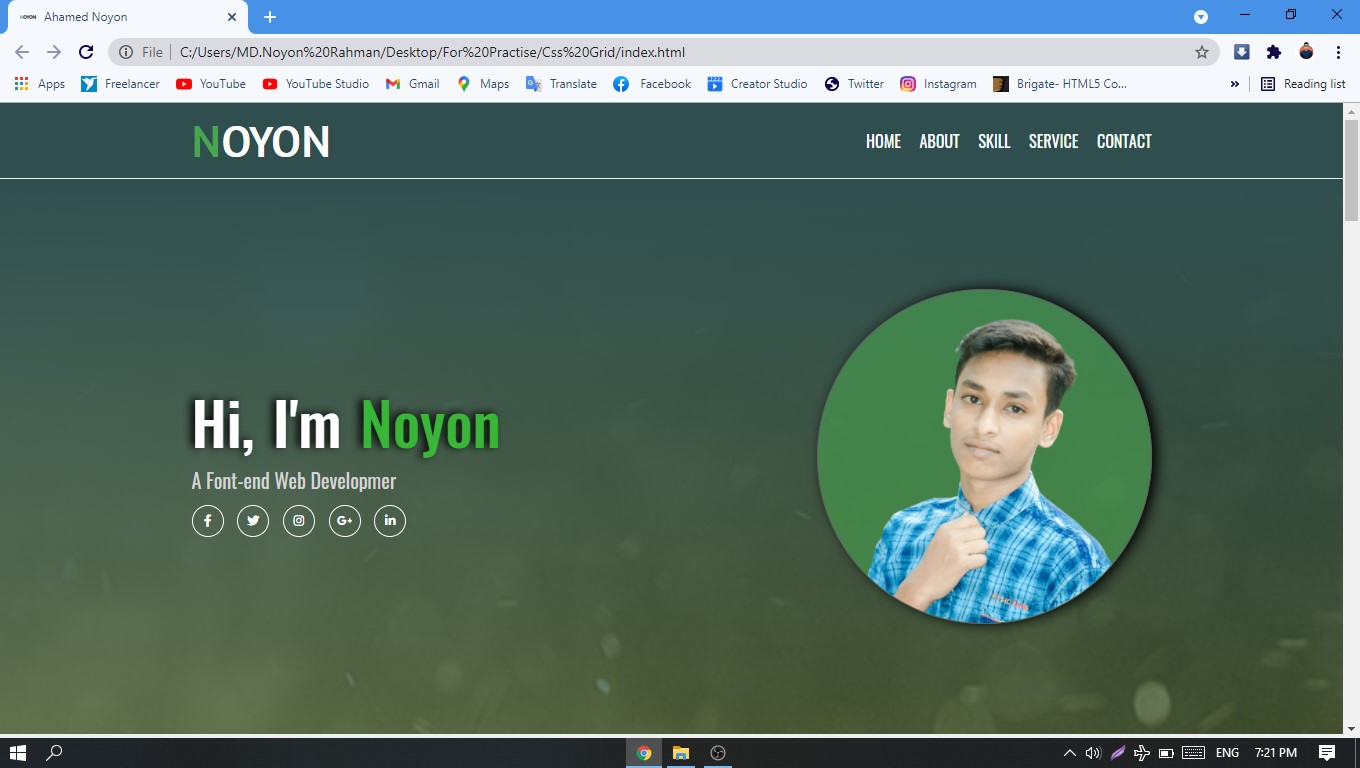 NOYON Ahamed Noyon
File C:/Users/MD.Noyon%20Rahman/Desktop/For%20Practise/Css%20Grid/index.html
Apps Freelancer YouTube YouTube Studio Gmail Maps Translate Facebook Creator Studio Twitter Instagram Brigate- HTML5 Co... » Reading list
NOYON HOME ABOUT SKILL SERVICE CONTACT
Hi, I'm Noyon
A Font-end Web Developmer
ENG 7:21 PM